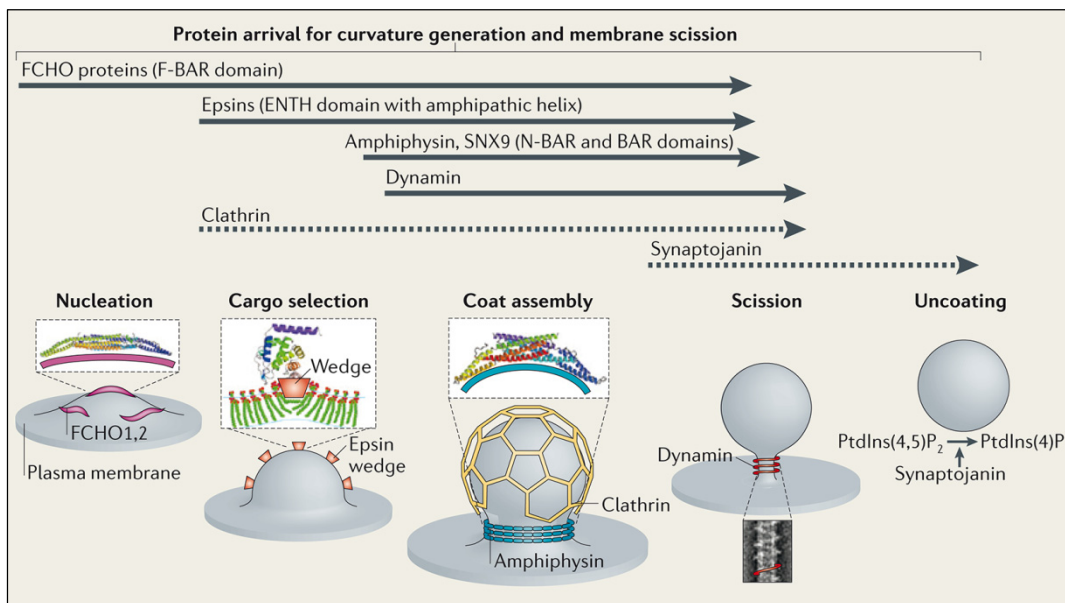 Protein arrival for curvature generation and membrane scission
FCHO proteins (F-BAR domain)
Epsins (ENTH domain with amphipathic helix)
Amphiphysin, SNX9 (N-BAR and BAR domains)
Dynamin
Clathrin
Synaptojanin
Nucleation
Cargo selection
Coat assembly
Scission
Uncoating
Wedge
FCHO1,2
Plasma membrane
Epsin
wedge
Clathrin
Amphiphysin
Dynamin
PtdIns(4,5)P₂ → PtdIns(4)P
Synaptojanin